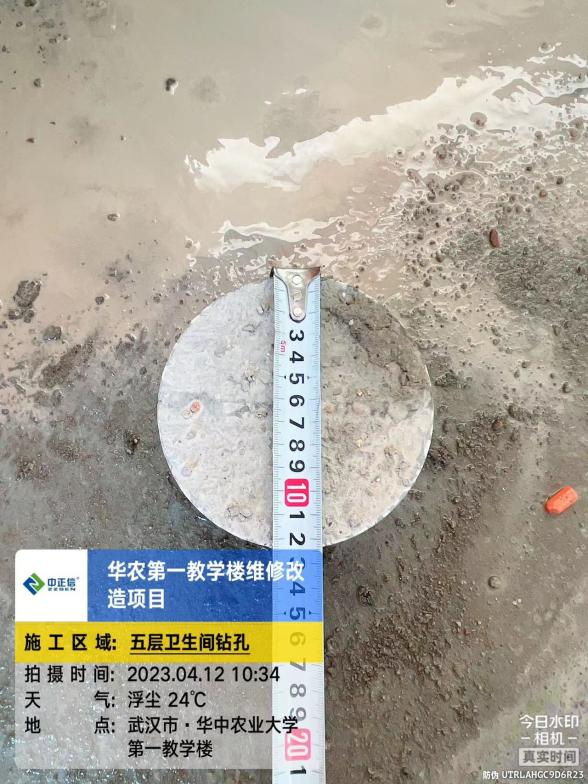 5m
3
4
5
6
7
8
9
10
1
2
4
5
6
7
8
9
20
1
中正信
ZZSEN
华农第一教学楼维修改
造项目
施工区域: 五层卫生间钻孔
拍摄时间: 2023.04.12 10:34
天气: 浮尘 24℃
地点: 武汉市·华中农业大学
第一教学楼
今日水印
-相机-
真实时间
防伪 UTRLAHGC9D6R23